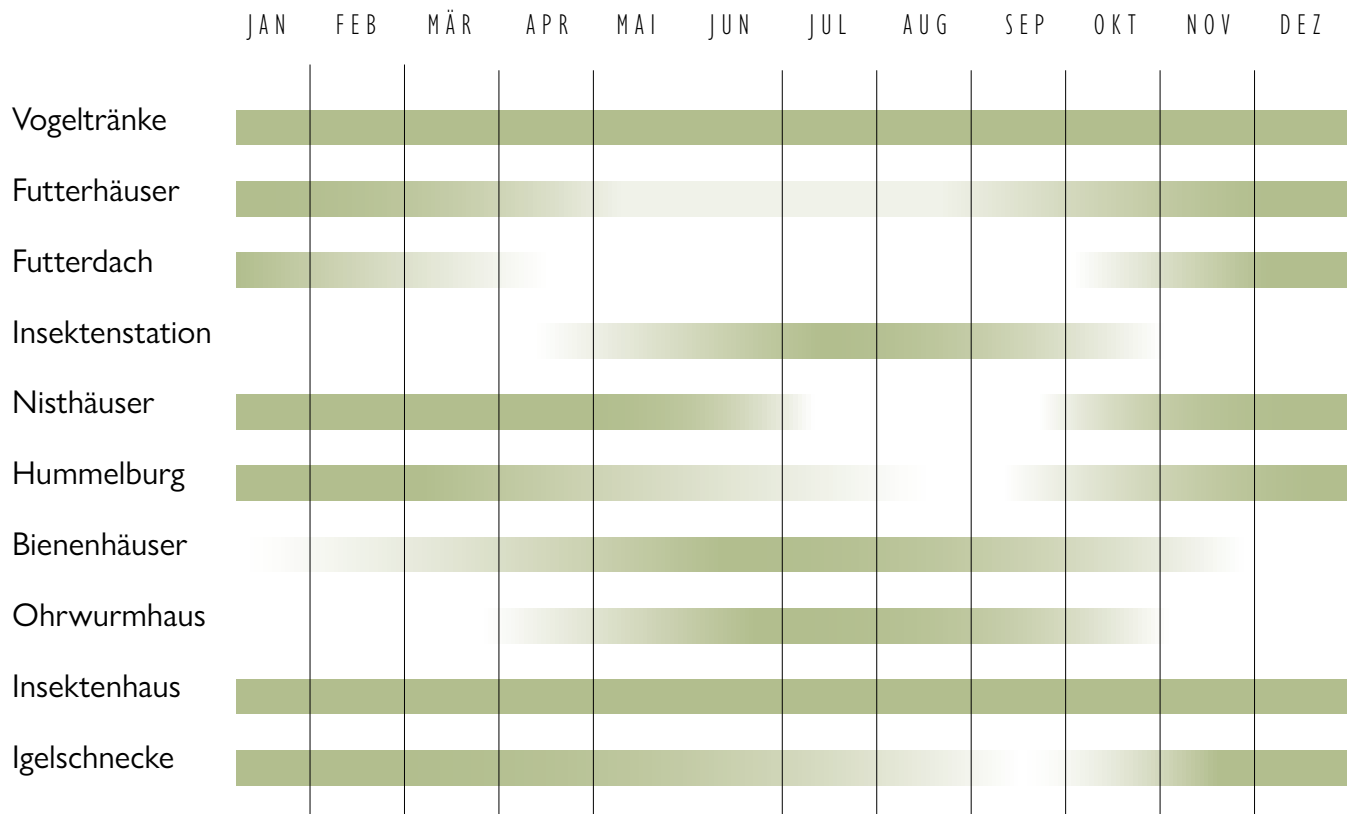 JAN FEB MÄR APR MAI JUN JUL AUG SEP OKT NOV DEZ
Vogeltränke
Futterhäuser
Futterdach
Insektenstation
Nisthäuser
Hummelburg
Bienenhäuser
Ohrwurmhaus
Insektenhaus
Igelschnecke